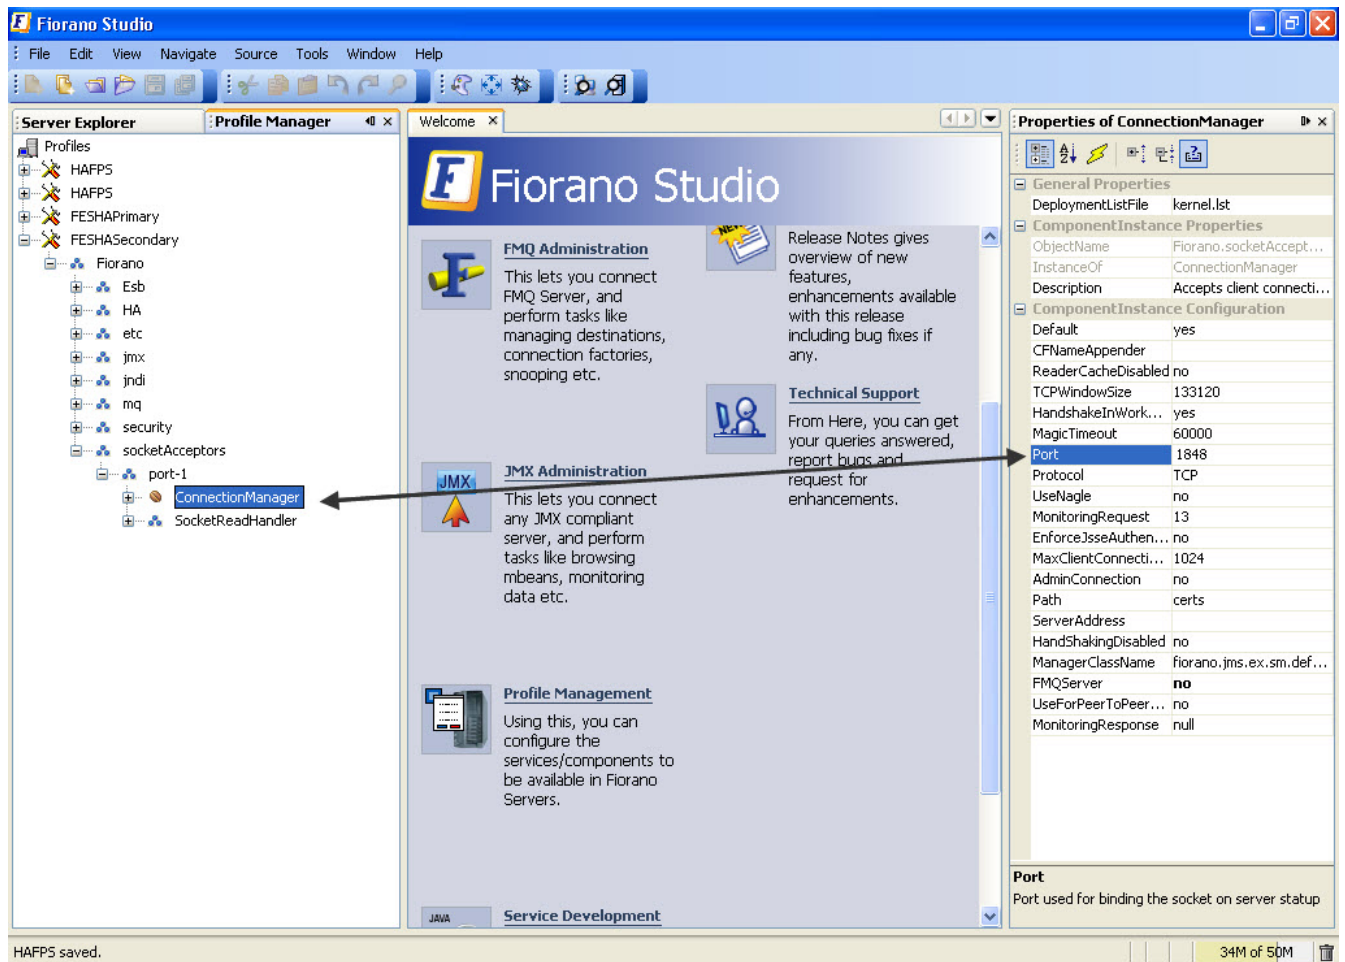 Fiorano Studio
File Edit View Navigate Source Tools Window Help
Server Explorer
Profile Manager
Profiles
HAFPS
HAFPS
FESHAPrimary
FESHASecondary
Fiorano
Esb
HA
etc
jmx
jndi
mq
security
socketAcceptors
port-1
ConnectionManager
SocketReadHandler
Welcome
F Fiorano Studio
FMQ Administration
This lets you connect
FMQ Server, and
perform tasks like
managing destinations,
connection factories,
snooping etc.
JMX
JMX Administration
This lets you connect
any JMX compliant
server, and perform
tasks like browsing
mbeans, monitoring
data etc.
Profile Management
Using this, you can
configure the
services/components to
be available in Fiorano
Servers.
JAVA
Service Development
NEW
Release Notes gives
overview of new
features,
enhancements available
with this release
including bug fixes if
any.
Technical Support
From Here, you can get
your queries answered,
report bugs and
request for
enhancements.
Properties of ConnectionManager
General Properties
DeploymentListFile kernel.lst
ComponentInstance Properties
ObjectName Fiorano.socketAccept...
InstanceOf ConnectionManager
Description Accepts client connecti...
ComponentInstance Configuration
Default yes
CFNameAppender
ReaderCacheDisabled no
TCPWindowSize 133120
HandshakeInWork... yes
MagicTimeout 60000
Port 1848
Protocol TCP
UseNagle no
MonitoringRequest 13
EnforceJsseAuthen... no
MaxClientConnecti... 1024
AdminConnection no
Path certs
ServerAddress
HandShakingDisabled no
ManagerClassName fiorano.jms.ex.sm.def...
FMQServer no
UseForPeerToPeer... no
MonitoringResponse null
Port
Port used for binding the socket on server statup
HAFPS saved.
34M of 50M